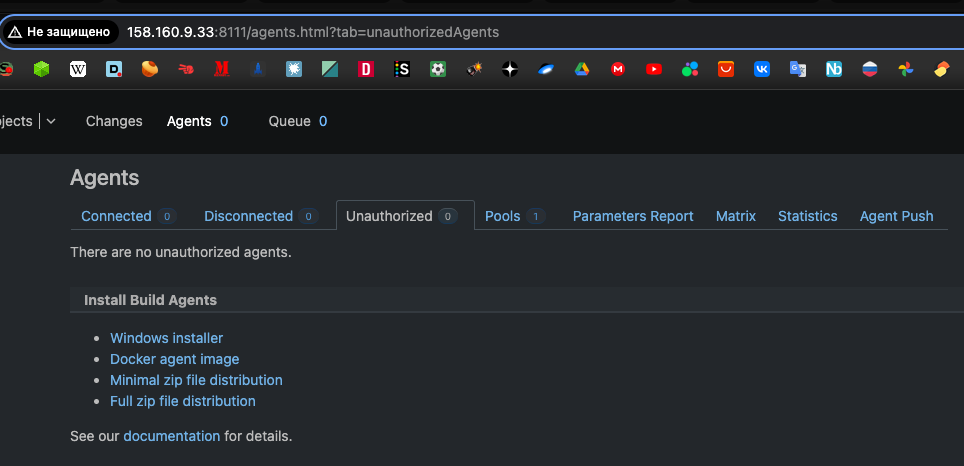 Не защищено 158.160.9.33:8111/agents.html?tab=unauthorizedAgents
ojects Changes Agents 0 Queue 0
Agents
Connected 0 Disconnected 0 Unauthorized 0 Pools 1 Parameters Report Matrix Statistics Agent Push
There are no unauthorized agents.
Install Build Agents
Windows installer
Docker agent image
Minimal zip file distribution
Full zip file distribution
See our documentation for details.